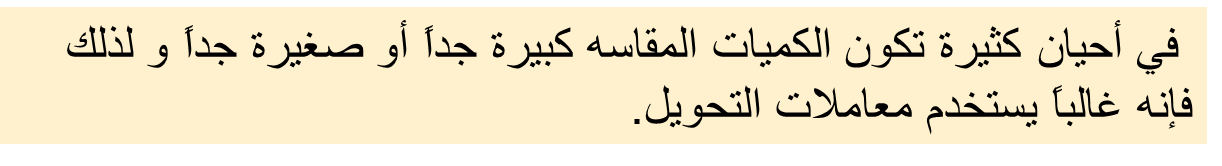 في أحيان كثيرة تكون الكميات المقاسه كبيرة جداً أو صغيرة جداً و لذلك
فإنه غالباً يستخدم معاملات التحويل.